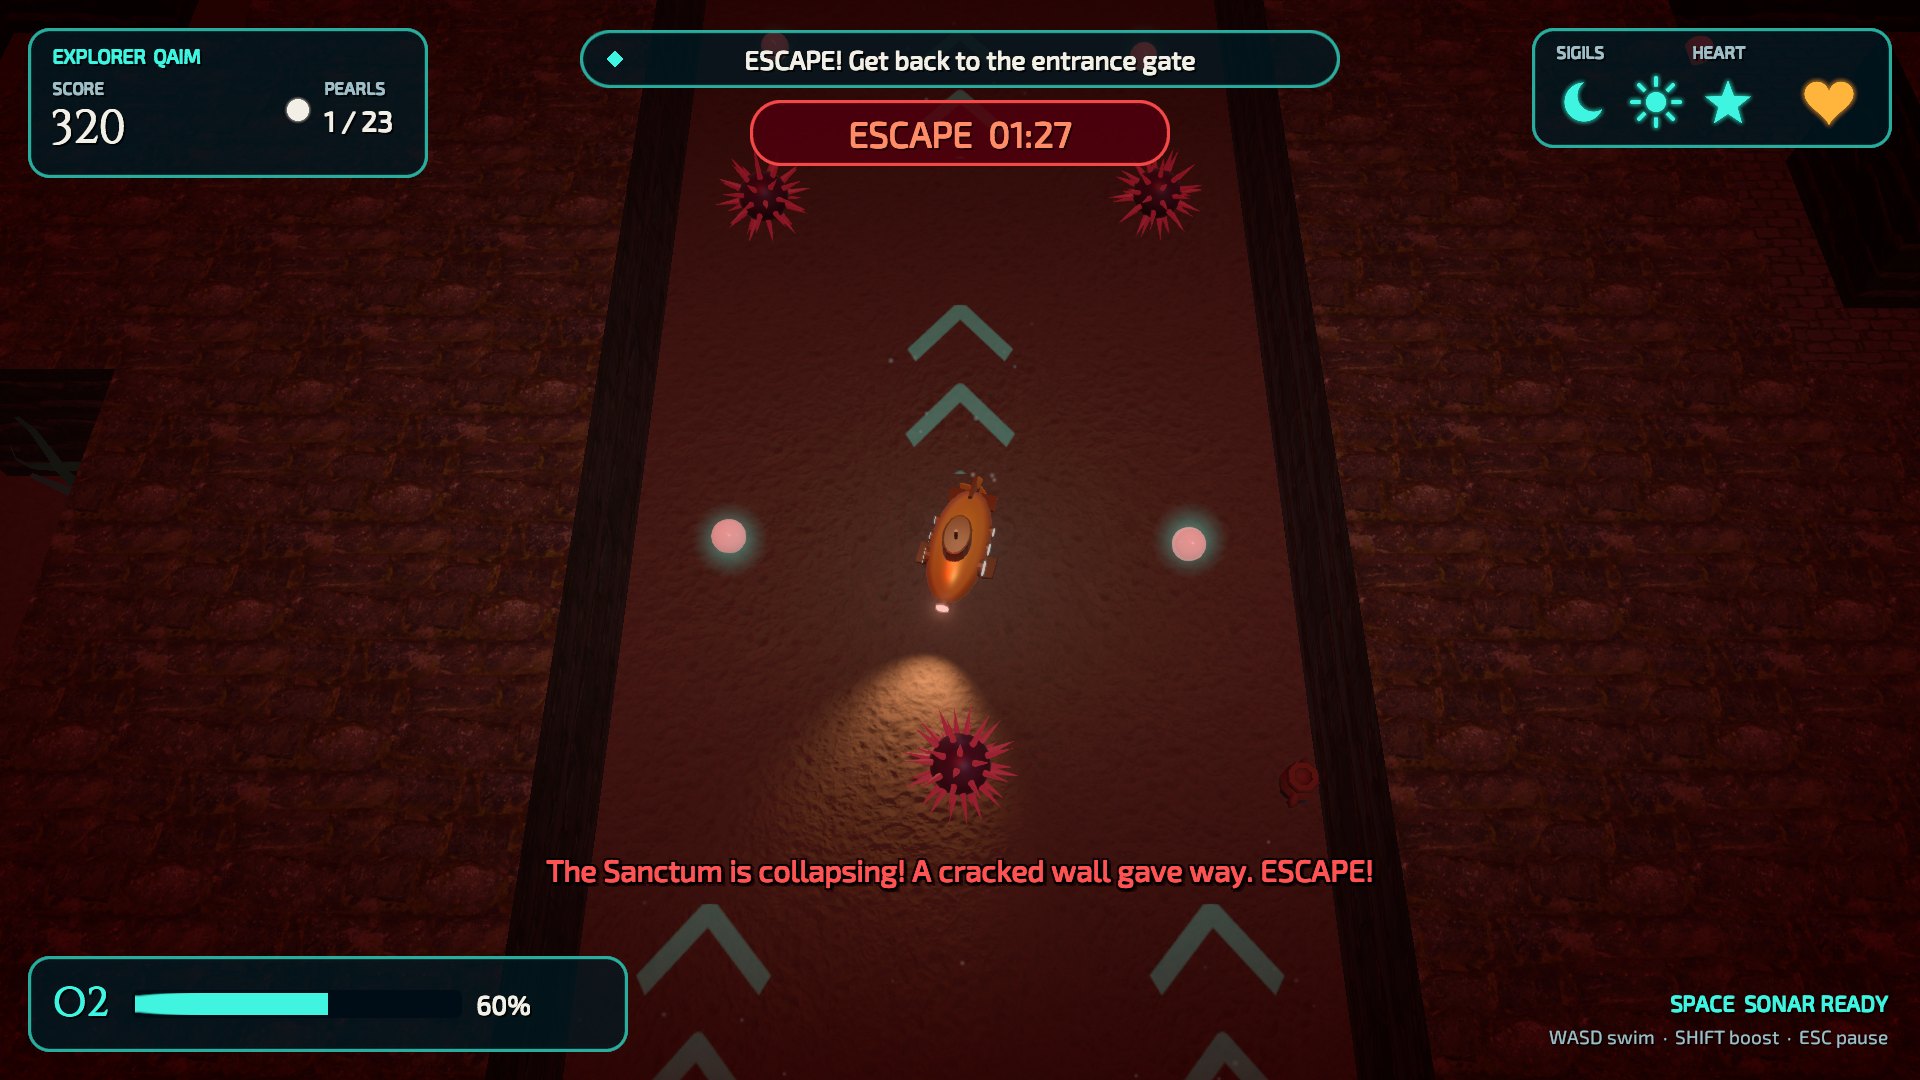 EXPLORER QAIM
SCORE
320
PEARLS
1 / 23
ESCAPE! Get back to the entrance gate
ESCAPE 01:27
SIGILS
HEART
The Sanctum is collapsing! A cracked wall gave way. ESCAPE!
O2
60%
SPACE SONAR READY
WASD swim · SHIFT boost · ESC pause